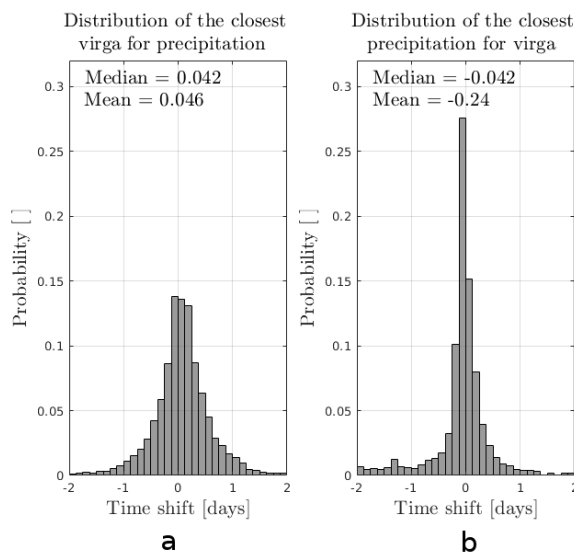 Distribution of the closest
virga for precipitation
Median = 0.042
Mean = 0.046
0.3
0.25
0.2
0.15
0.1
0.05
0
Probability [ ]
-2 -1 0 1 2
Time shift [days]
a
Distribution of the closest
precipitation for virga
Median = -0.042
Mean = -0.24
0.3
0.25
0.2
0.15
0.1
0.05
0
Probability [ ]
-2 -1 0 1 2
Time shift [days]
b